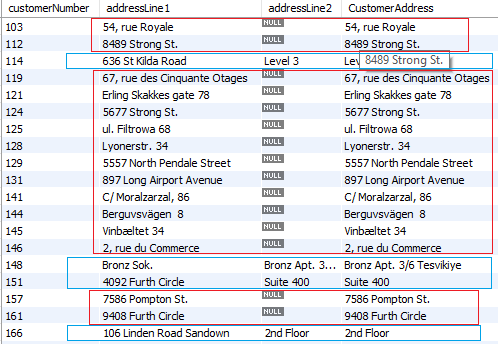 customerNumber addressLine1 addressLine2 CustomerAddress
103 54, rue Royale NULL 54, rue Royale
112 8489 Strong St. NULL 8489 Strong St.
114 636 St Kilda Road Level 3 Lev 8489 Strong St.
119 67, rue des Cinquante Otages NULL 67, rue des Cinquante Otages
121 Erling Skakkes gate 78 NULL Erling Skakkes gate 78
124 5677 Strong St. NULL 5677 Strong St.
125 ul. Filtrowa 68 NULL ul. Filtrowa 68
128 Lyonerstr. 34 NULL Lyonerstr. 34
129 5557 North Pendale Street NULL 5557 North Pendale Street
131 897 Long Airport Avenue NULL 897 Long Airport Avenue
141 C/ Moralzarzal, 86 NULL C/ Moralzarzal, 86
144 Berguvsvägen  8 NULL Berguvsvägen  8
145 Vinbæltet 34 NULL Vinbæltet 34
146 2, rue du Commerce NULL 2, rue du Commerce
148 Bronz Sok. Bronz Apt. 3... Bronz Apt. 3/6 Tesvikiye
151 4092 Furth Circle Suite 400 Suite 400
157 7586 Pompton St. NULL 7586 Pompton St.
161 9408 Furth Circle NULL 9408 Furth Circle
166 106 Linden Road Sandown 2nd Floor 2nd Floor